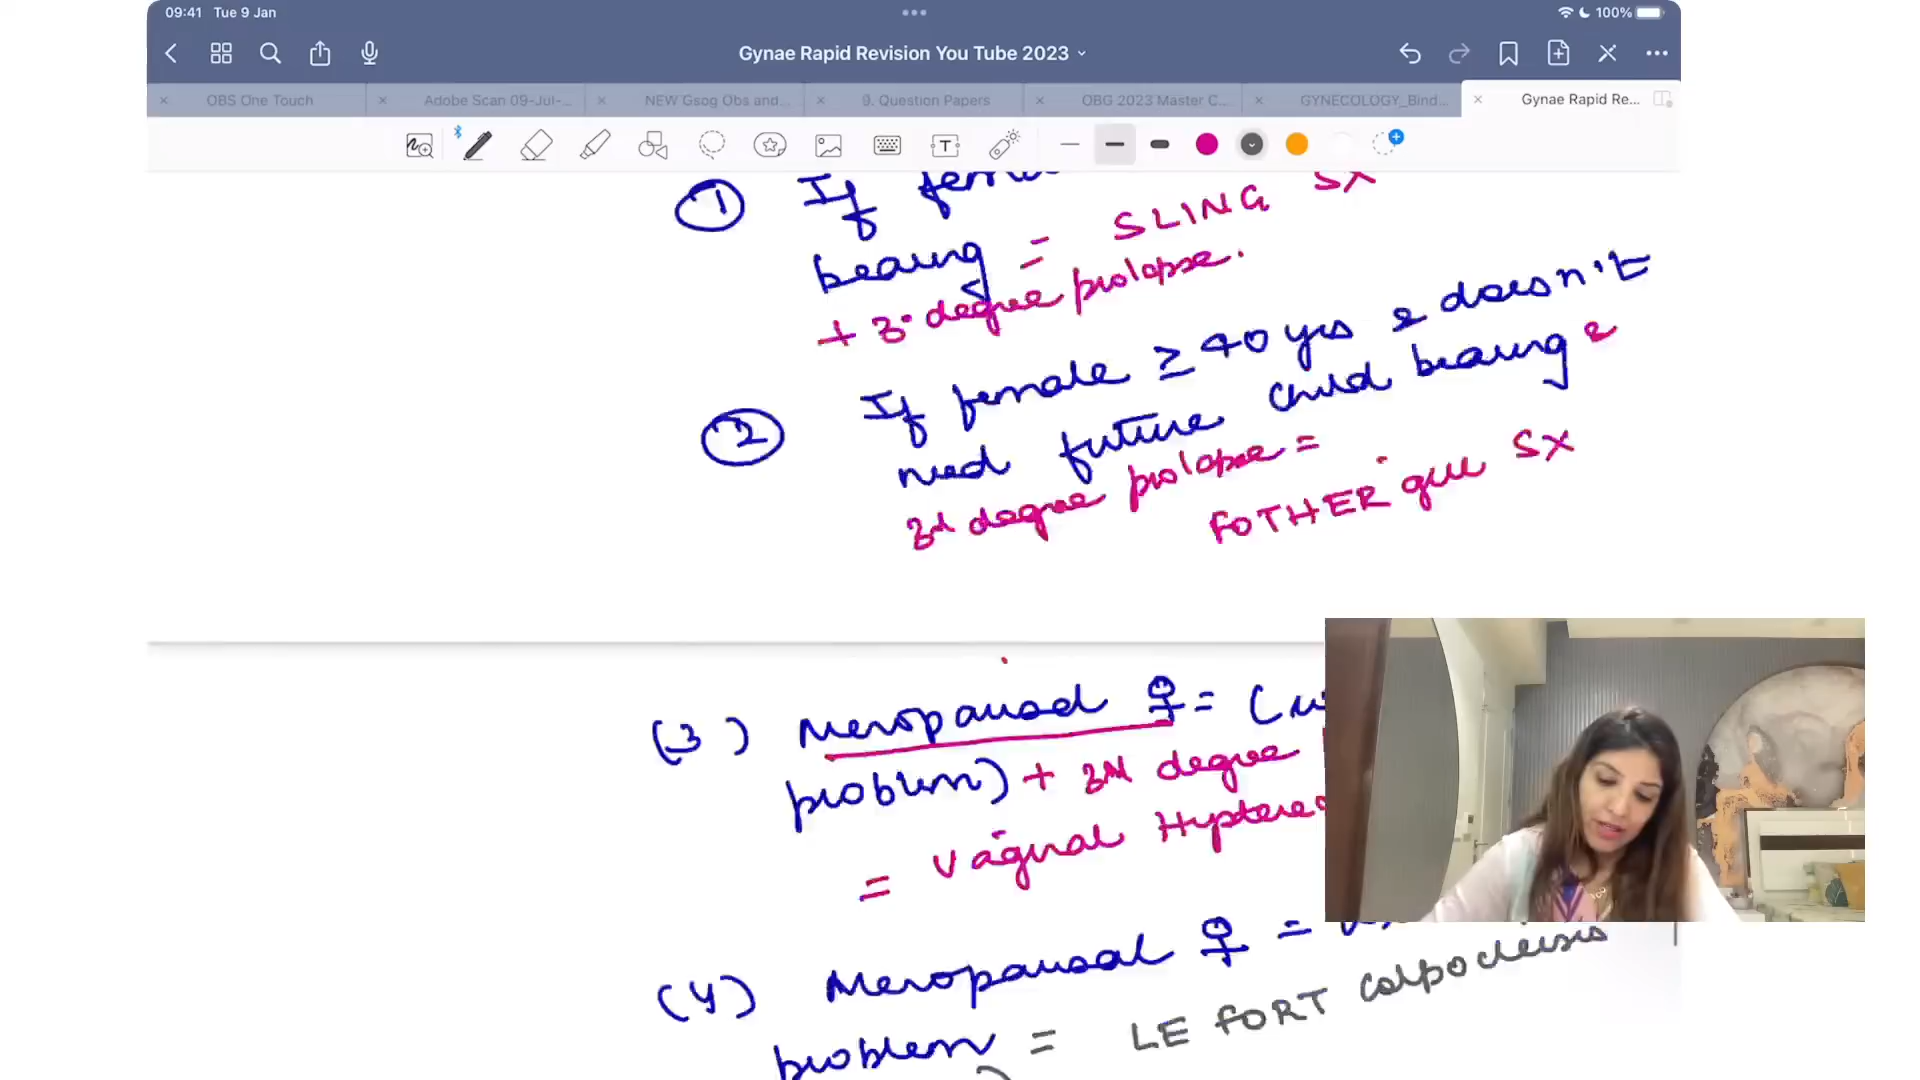 09:41 Tue 9 Jan
100%
Gynae Rapid Revision You Tube 2023
OBS One Touch
Adobe Scan 09-Jul-...
NEW Gsog Obs and...
9. Question Papers
OBG 2023 Master C...
GYNECOLOGY_Bind...
Gynae Rapid Re...
① If
bearing = SLING Sx
+ 3° degree prolapse.
② If female ≥ 40 yrs & doesn't
need future child bearing &
3rd degree prolapse =
FOTHERgill Sx
(3) Menopausal ♀ = (
problem) + 3rd degree
= Vaginal
(4) Menopausal ♀ =
problem = LE FORT colpocleisis